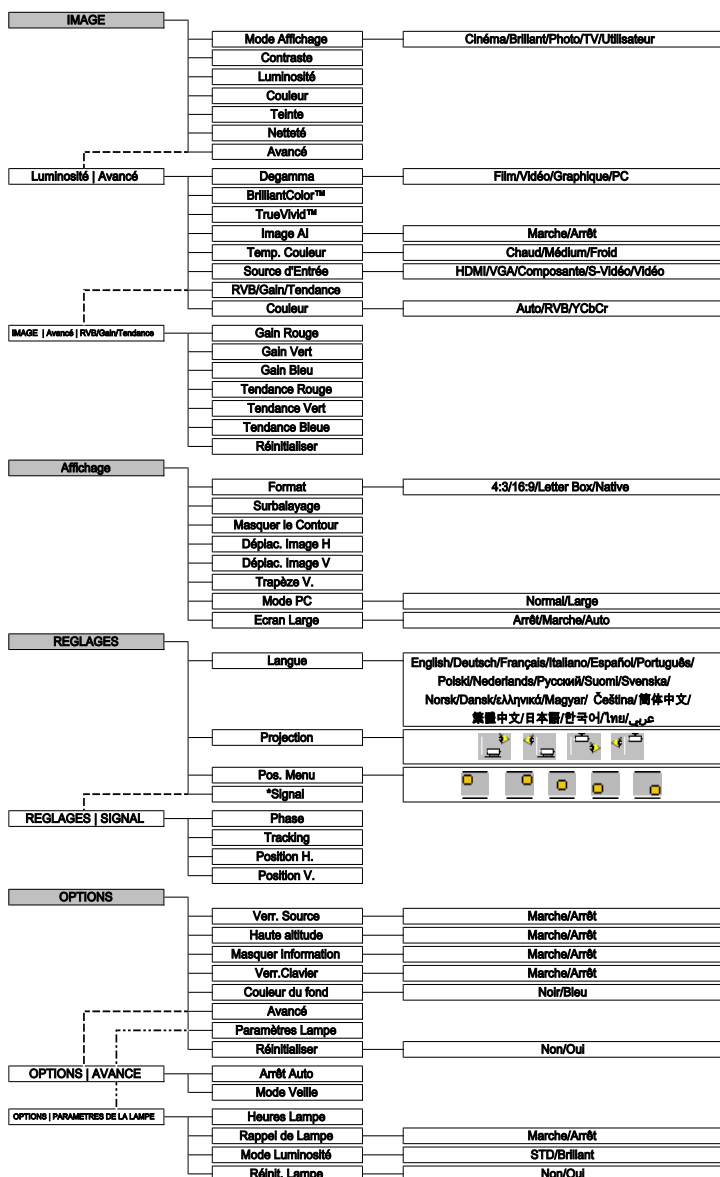 IMAGE
Mode Affichage
Cinéma/Brillant/Photo/TV/Utilisateur
Contraste
Luminosité
Couleur
Teinte
Netteté
Avancé
Luminosité | Avancé
Degamma
Film/Vidéo/Graphique/PC
BrilliantColor™
TrueVivid™
Image AI
Marche/Arrêt
Temp. Couleur
Chaud/Médium/Froid
Source d'Entrée
HDMI/VGA/Composante/S-Vidéo/Vidéo
RVB/Gain/Tendance
Couleur
Auto/RVB/YCbCr
IMAGE | Avancé | RVB/Gain/Tendance
Gain Rouge
Gain Vert
Gain Bleu
Tendance Rouge
Tendance Vert
Tendance Bleue
Réinitialiser
Affichage
Format
4:3/16:9/Letter Box/Native
Surbalayage
Masquer le Contour
Déplac. Image H
Déplac. Image V
Trapèze V.
Mode PC
Normal/Large
Ecran Large
Arrêt/Marche/Auto
REGLAGES
Langue
English/Deutsch/Français/Italiano/Español/Português/
Polski/Nederlands/Русский/Suomi/Svenska/
Norsk/Dansk/ελληνικά/Magyar/ Čeština/簡体中文/
繁體中文/日本語/한국어/ไทย/عربي
Projection
Pos. Menu
*Signal
REGLAGES | SIGNAL
Phase
Tracking
Position H.
Position V.
OPTIONS
Verr. Source
Marche/Arrêt
Haute altitude
Marche/Arrêt
Masquer Information
Marche/Arrêt
Verr.Clavier
Marche/Arrêt
Couleur du fond
Noir/Bleu
Avancé
Paramètres Lampe
Réinitialiser
Non/Oui
OPTIONS | AVANCE
Arrêt Auto
Mode Veille
OPTIONS | PARAMETRES DE LA LAMPE
Heures Lampe
Rappel de Lampe
Marche/Arrêt
Mode Luminosité
STD/Brillant
Réinit. Lampe
Non/Oui